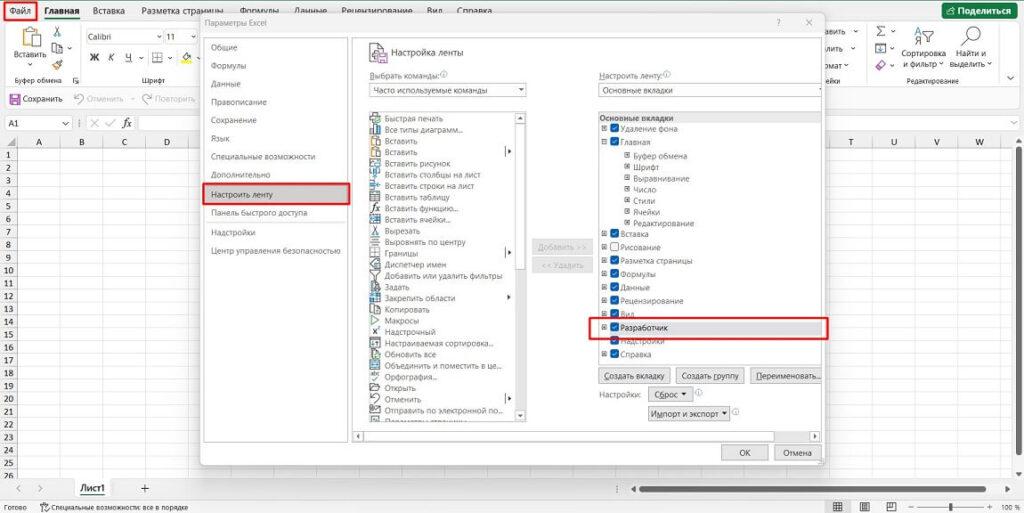 Файл Главная Вставка Разметка страницы Формулы Данные Рецензирование Вид Справка Поделиться
Параметры Excel ?
Вставить
Буфер обмена
Calibri 11
Ж К Ч
Шрифт
Сортировка
и фильтр
Найти и
выделить
Редактирование
Сохранить Отменить Повторить
A1 fx
A B C D T U V W
1
2
3
4
5
6
7
8
9
10
11
12
13
14
15
16
17
18
19
20
21
22
23
24
25
26
Общие
Формулы
Данные
Правописание
Сохранение
Язык
Специальные возможности
Дополнительно
Настроить ленту
Панель быстрого доступа
Надстройки
Центр управления безопасностью
Настройка ленты
Выбрать команды:
Часто используемые команды
Быстрая печать
Все типы диаграмм...
Вставить
Вставить
Вставить рисунок
Вставить столбцы на лист
Вставить строки на лист
Вставить таблицу
Вставить функцию...
Вставить ячейки...
Вырезать
Выровнять по центру
Границы
Диспетчер имен
Добавить или удалить фильтры
Задать
Закрепить области
Копировать
Макросы
Надстрочный
Настраиваемая сортировка...
Обновить все
Объединить и поместить в це...
Орфография...
Открыть
Отменить
Отправить по электронной по...
Параметры страницы
Добавить >>
<< Удалить
Настроить ленту:
Основные вкладки
Основные вкладки
Удаление фона
Главная
Буфер обмена
Шрифт
Выравнивание
Число
Стили
Ячейки
Редактирование
Вставка
Рисование
Разметка страницы
Формулы
Данные
Рецензирование
Вид
Разработчик
Надстройки
Справка
Создать вкладку Создать группу Переименовать...
Настройки: Сброс
Импорт и экспорт
ОК Отмена
Лист1
Готово Специальные возможности: все в порядке 100 %